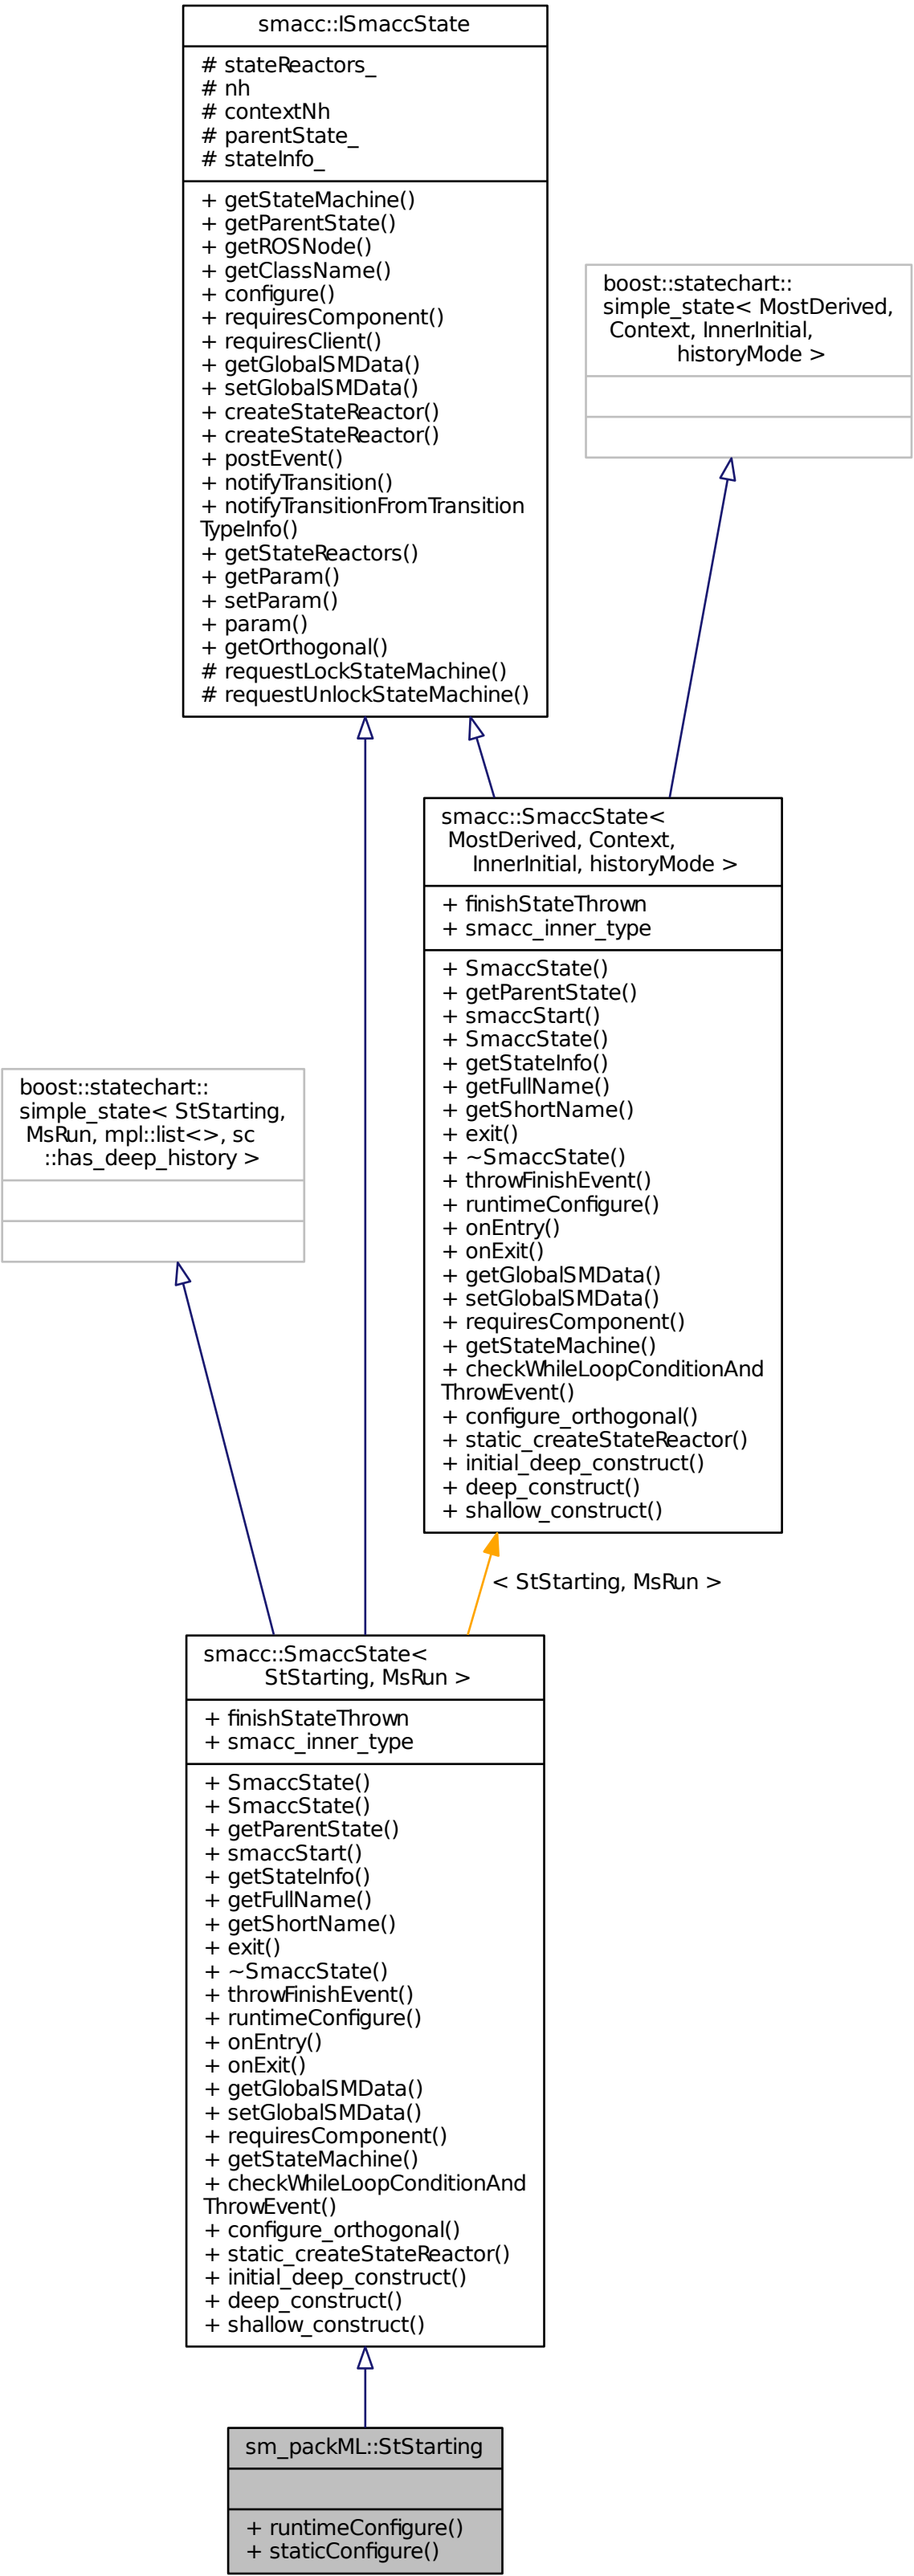 smacc::ISmaccState
# stateReactors_
# nh
# contextNh
# parentState_
# stateInfo_
+ getStateMachine()
+ getParentState()
+ getROSNode()
+ getClassName()
+ configure()
+ requiresComponent()
+ requiresClient()
+ getGlobalSMData()
+ setGlobalSMData()
+ createStateReactor()
+ createStateReactor()
+ postEvent()
+ notifyTransition()
+ notifyTransitionFromTransition
TypeInfo()
+ getStateReactors()
+ getParam()
+ setParam()
+ param()
+ getOrthogonal()
# requestLockStateMachine()
# requestUnlockStateMachine()
boost::statechart::
simple_state< MostDerived,
Context, InnerInitial,
historyMode >
smacc::SmaccState<
MostDerived, Context,
InnerInitial, historyMode >
+ finishStateThrown
+ smacc_inner_type
+ SmaccState()
+ getParentState()
+ smaccStart()
+ SmaccState()
+ getStateInfo()
+ getFullName()
+ getShortName()
+ exit()
+ ~SmaccState()
+ throwFinishEvent()
+ runtimeConfigure()
+ onEntry()
+ onExit()
+ getGlobalSMData()
+ setGlobalSMData()
+ requiresComponent()
+ getStateMachine()
+ checkWhileLoopConditionAnd
ThrowEvent()
+ configure_orthogonal()
+ static_createStateReactor()
+ initial_deep_construct()
+ deep_construct()
+ shallow_construct()
boost::statechart::
simple_state< StStarting,
MsRun, mpl::list<>, sc
::has_deep_history >
< StStarting, MsRun >
smacc::SmaccState<
StStarting, MsRun >
+ finishStateThrown
+ smacc_inner_type
+ SmaccState()
+ SmaccState()
+ getParentState()
+ smaccStart()
+ getStateInfo()
+ getFullName()
+ getShortName()
+ exit()
+ ~SmaccState()
+ throwFinishEvent()
+ runtimeConfigure()
+ onEntry()
+ onExit()
+ getGlobalSMData()
+ setGlobalSMData()
+ requiresComponent()
+ getStateMachine()
+ checkWhileLoopConditionAnd
ThrowEvent()
+ configure_orthogonal()
+ static_createStateReactor()
+ initial_deep_construct()
+ deep_construct()
+ shallow_construct()
sm_packML::StStarting
+ runtimeConfigure()
+ staticConfigure()